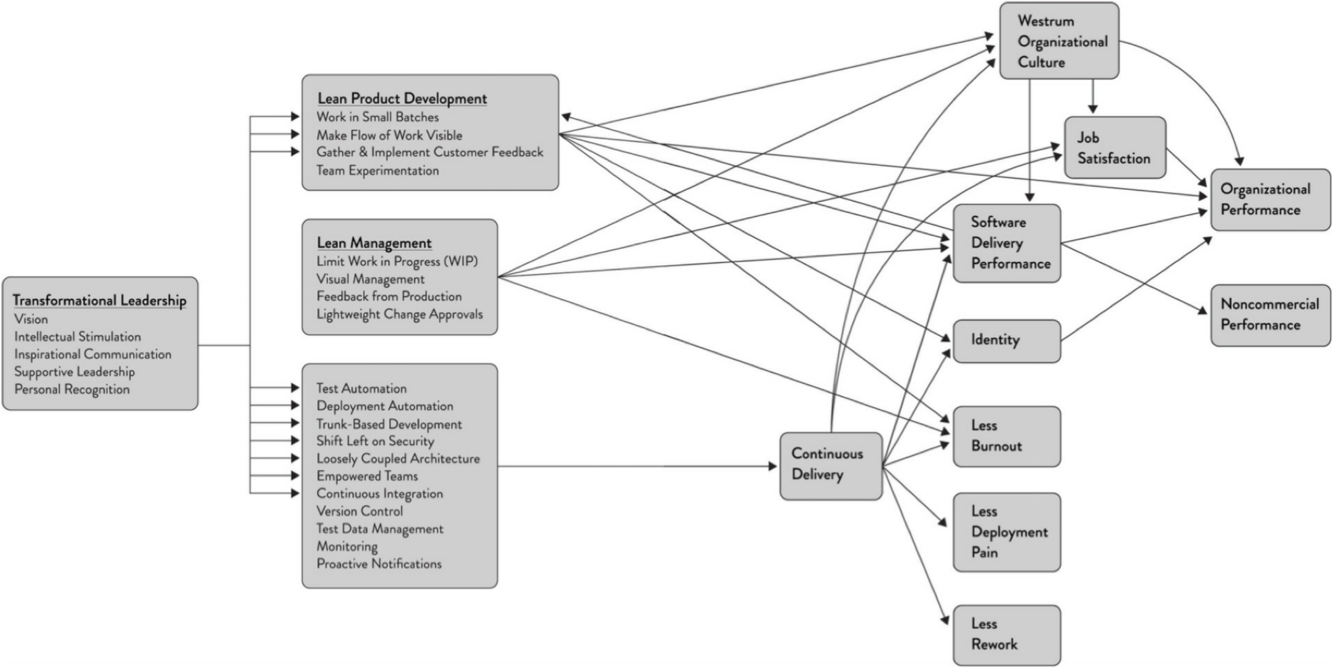 Transformational Leadership
Vision
Intellectual Stimulation
Inspirational Communication
Supportive Leadership
Personal Recognition
Lean Product Development
Work in Small Batches
Make Flow of Work Visible
Gather & Implement Customer Feedback
Team Experimentation
Lean Management
Limit Work in Progress (WIP)
Visual Management
Feedback from Production
Lightweight Change Approvals
Test Automation
Deployment Automation
Trunk-Based Development
Shift Left on Security
Loosely Coupled Architecture
Empowered Teams
Continuous Integration
Version Control
Test Data Management
Monitoring
Proactive Notifications
Continuous
Delivery
Westrum
Organizational
Culture
Job
Satisfaction
Software
Delivery
Performance
Identity
Less
Burnout
Less
Deployment
Pain
Less
Rework
Organizational
Performance
Noncommercial
Performance